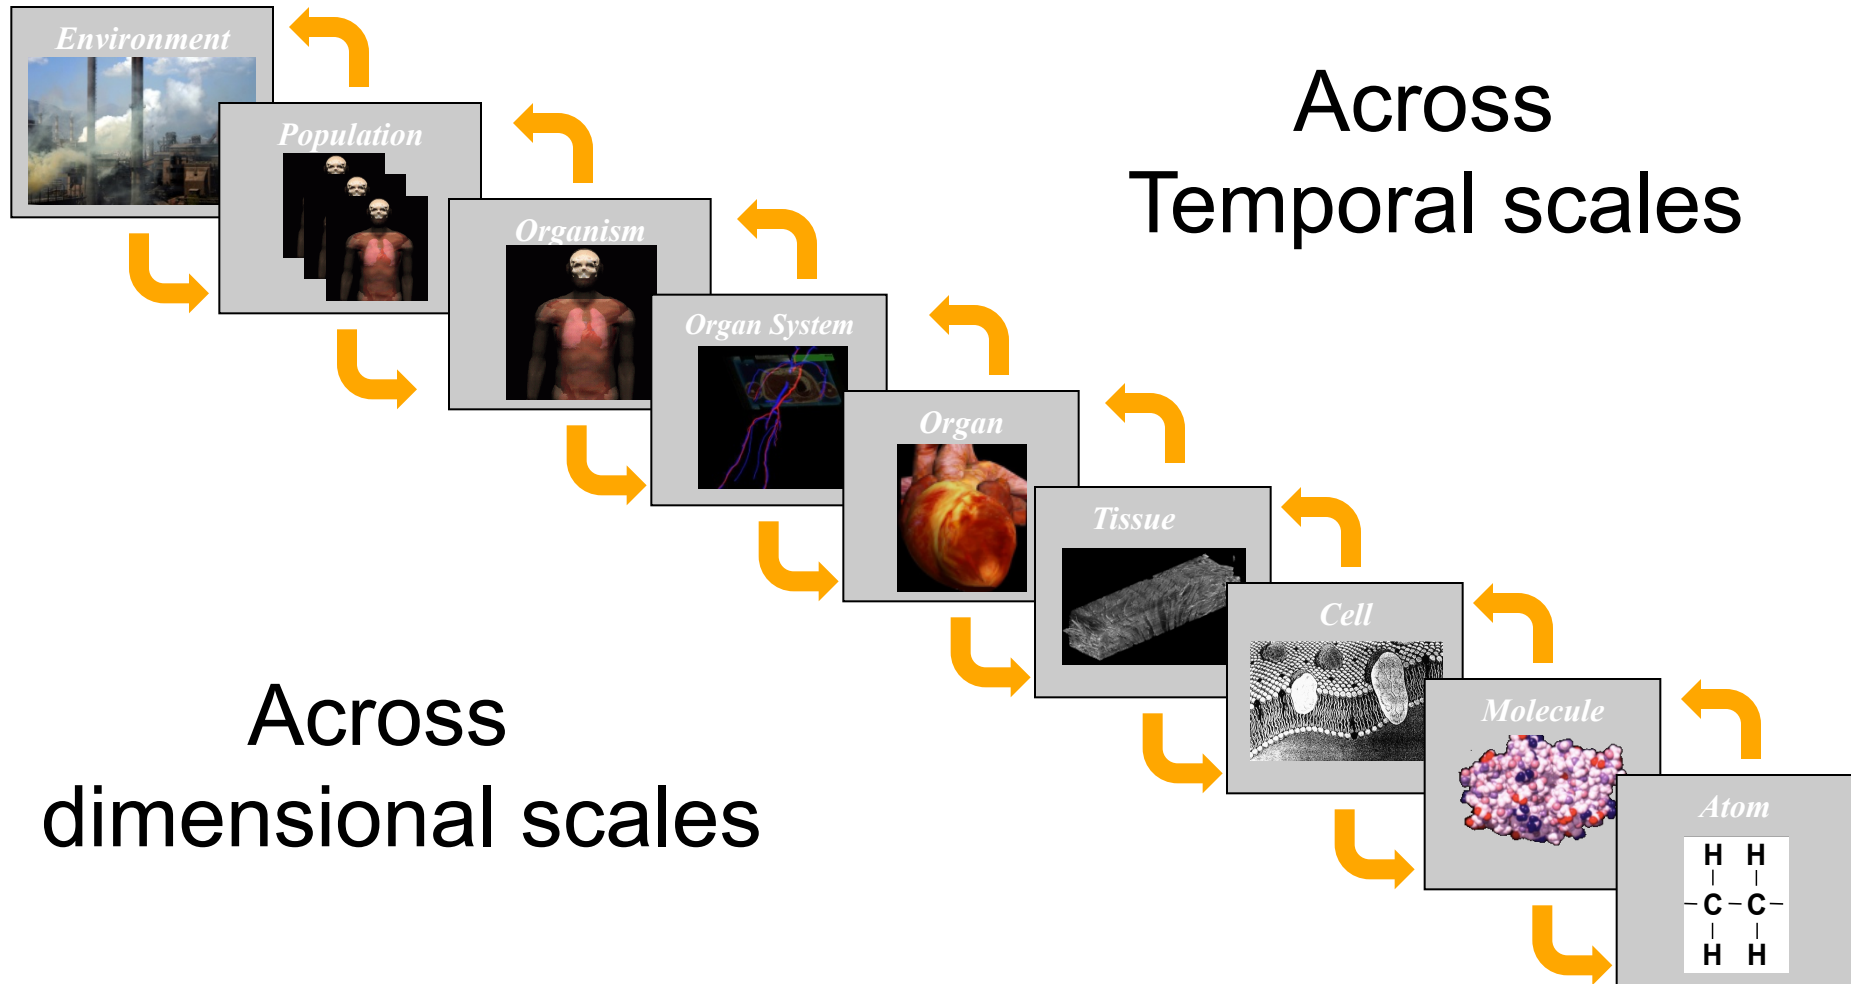 Environment
Population
Organism
Organ System
Organ
Tissue
Cell
Molecule
Atom
H H
C C
H H
Across
Temporal scales
Across
dimensional scales